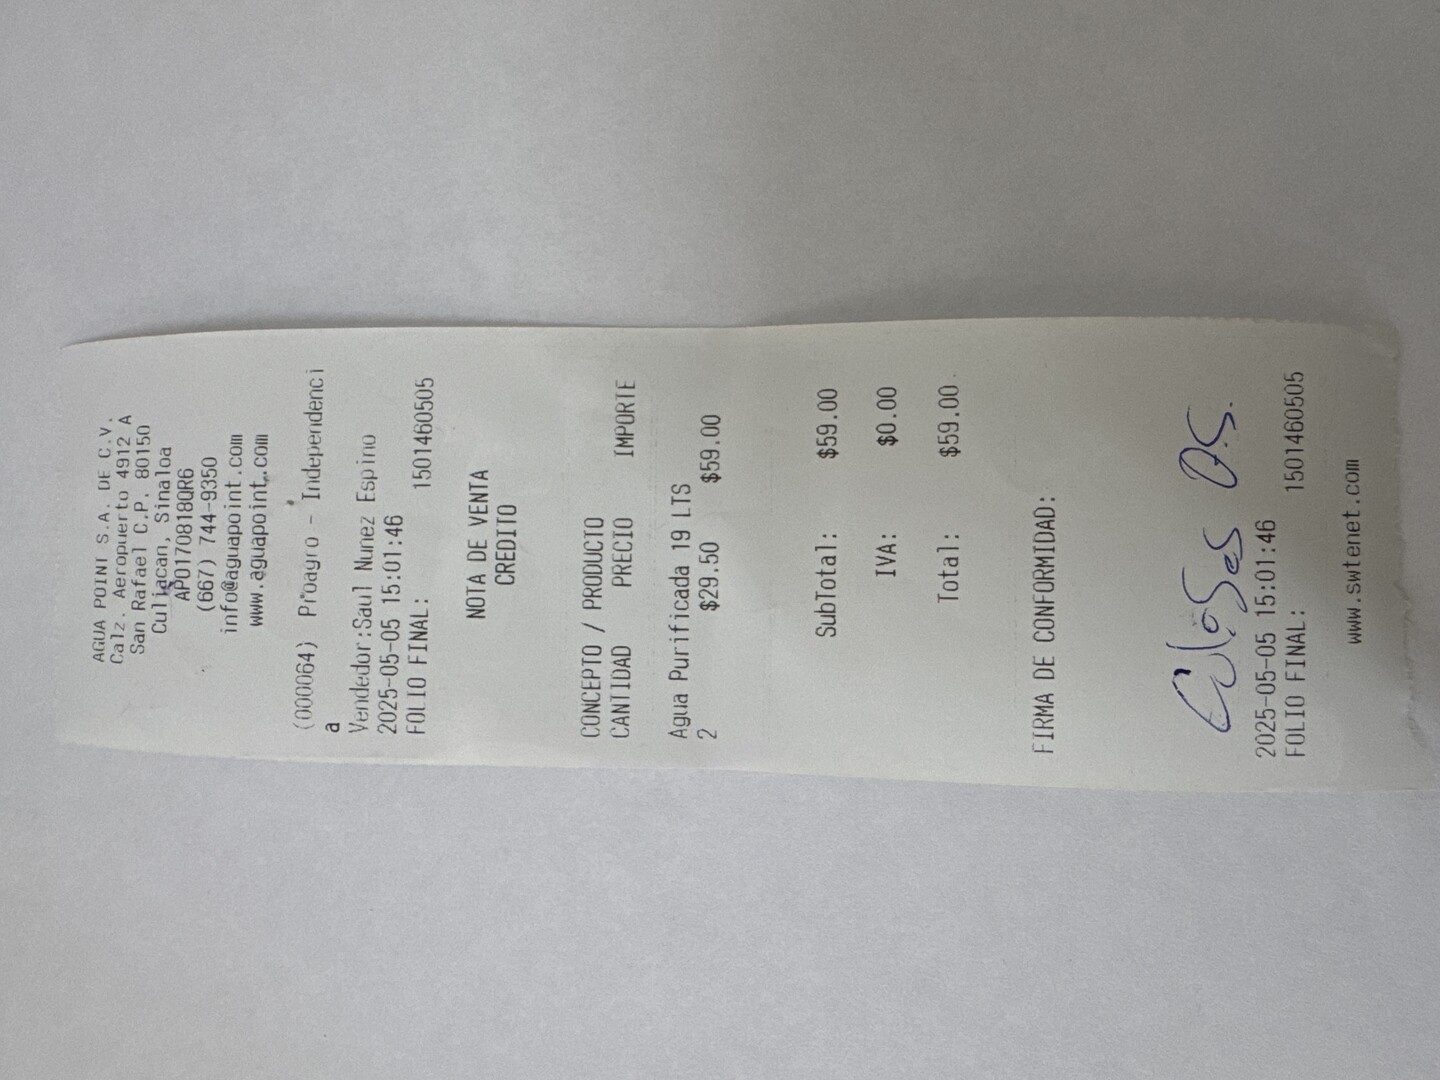 AGUA POINT S.A. DE C.V.
Calz. Aeropuerto 4912 A
San Rafael C.P. 80150
Culiacan, Sinaloa
APO170818QR6
(667) 744-9350
info@aguapoint.com
www.aguapoint.com
(000064) Proagro - Independenci
a
Vendedor:Saul Nunez Espino
2025-05-05 15:01:46
FOLIO FINAL: 1501460505
NOTA DE VENTA
CREDITO
CONCEPTO / PRODUCTO
CANTIDAD PRECIO IMPORTE
Agua Purificada 19 LTS
2 $29.50 $59.00
SubTotal: $59.00
IVA: $0.00
Total: $59.00
FIRMA DE CONFORMIDAD:
2025-05-05 15:01:46
FOLIO FINAL: 1501460505
www.swtenet.com